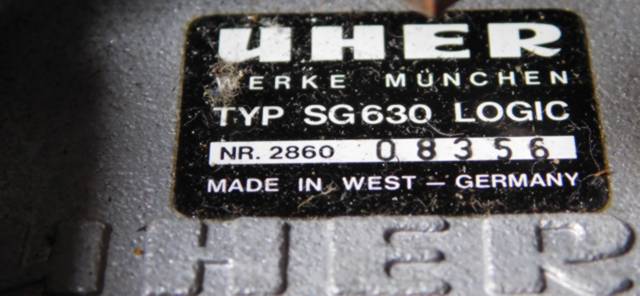 UHER
WERKE MÜNCHEN
TYP SG630 LOGIC
NR. 2860 08356
MADE IN WEST — GERMANY
UHER